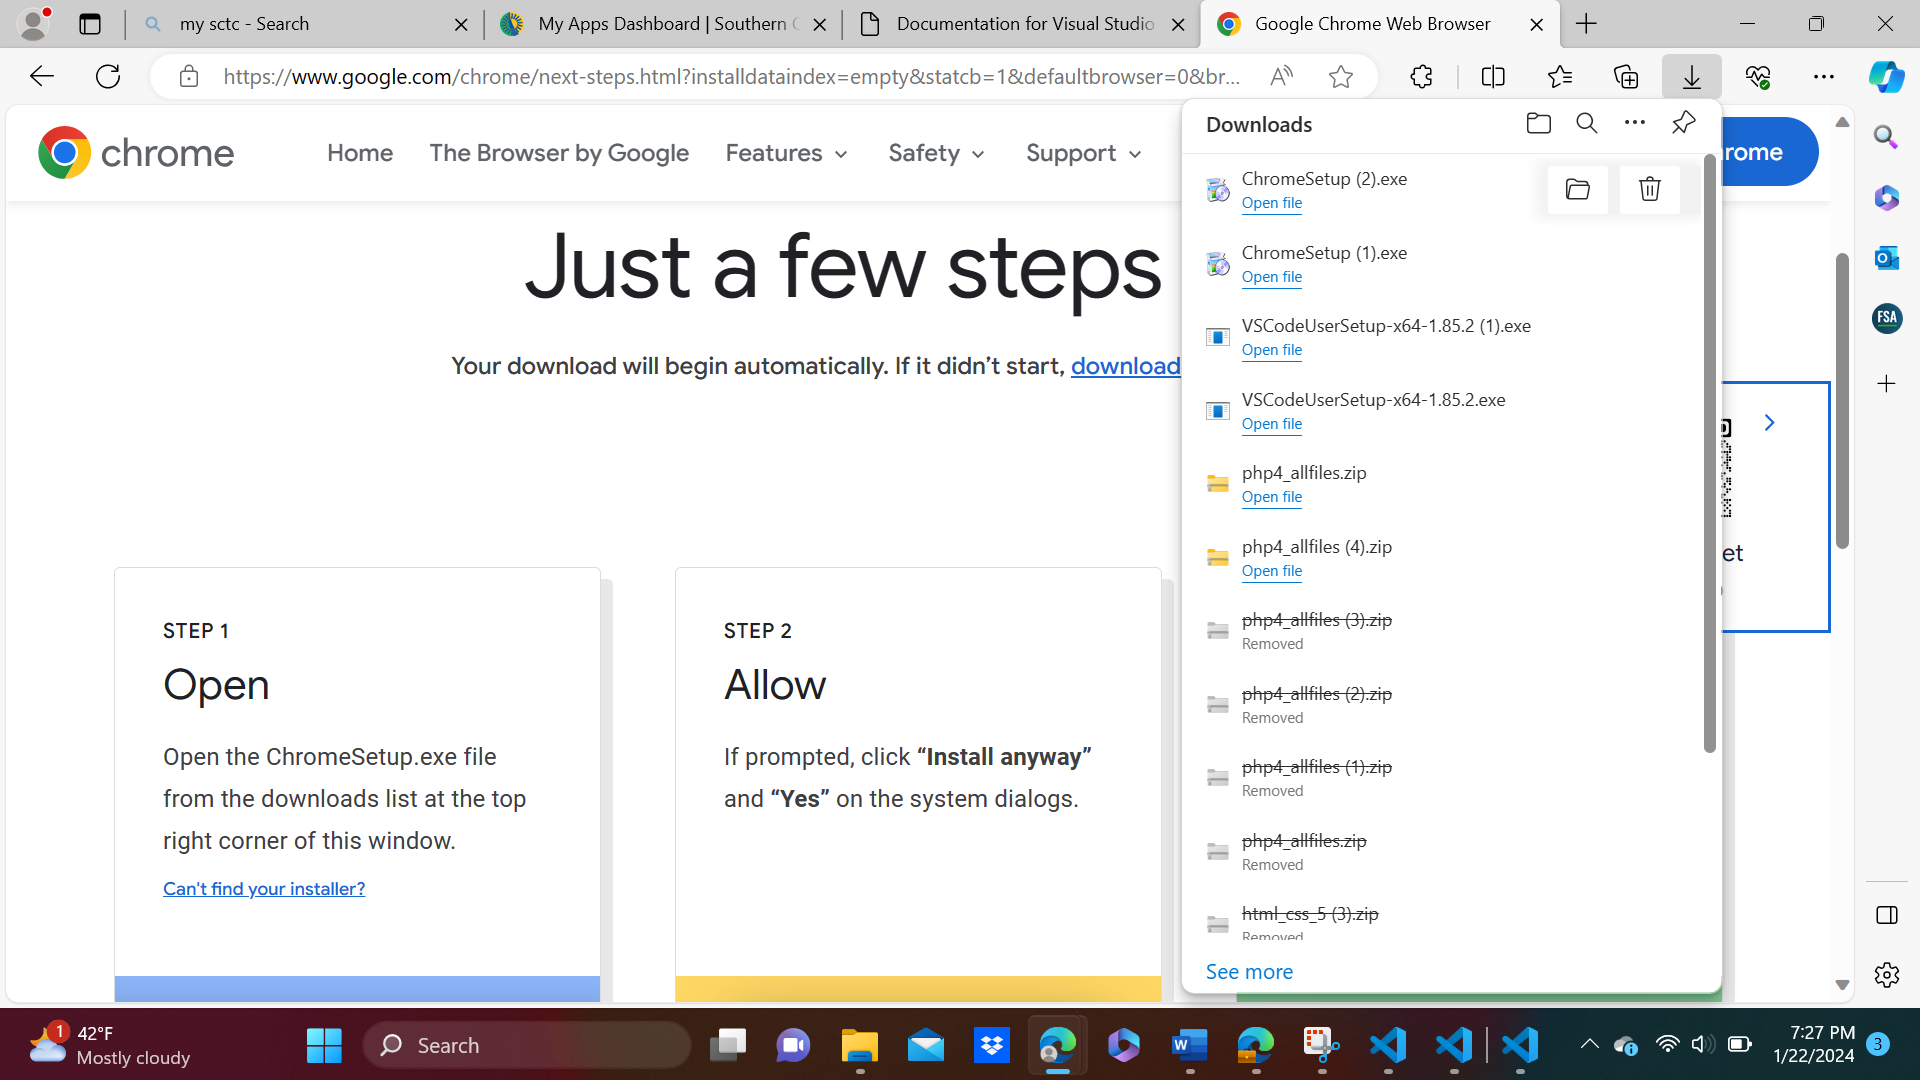 my sctc - Search
My Apps Dashboard | Southern C
Documentation for Visual Studio
Google Chrome Web Browser
https://www.google.com/chrome/next-steps.html?installdataindex=empty&statcb=1&defaultbrowser=0&br...
chrome
Home
The Browser by Google
Features
Safety
Support
rome
Just a few steps
Your download will begin automatically. If it didn’t start, download
STEP 1
Open
Open the ChromeSetup.exe file
from the downloads list at the top
right corner of this window.
Can't find your installer?
STEP 2
Allow
If prompted, click “Install anyway”
and “Yes” on the system dialogs.
Downloads
ChromeSetup (2).exe
Open file
ChromeSetup (1).exe
Open file
VSCodeUserSetup-x64-1.85.2 (1).exe
Open file
VSCodeUserSetup-x64-1.85.2.exe
Open file
php4_allfiles.zip
Open file
php4_allfiles (4).zip
Open file
php4_allfiles (3).zip
Removed
php4_allfiles (2).zip
Removed
php4_allfiles (1).zip
Removed
php4_allfiles.zip
Removed
html_css_5 (3).zip
Removed
See more
et
FSA
1
42°F
Mostly cloudy
Search
7:27 PM
1/22/2024
3